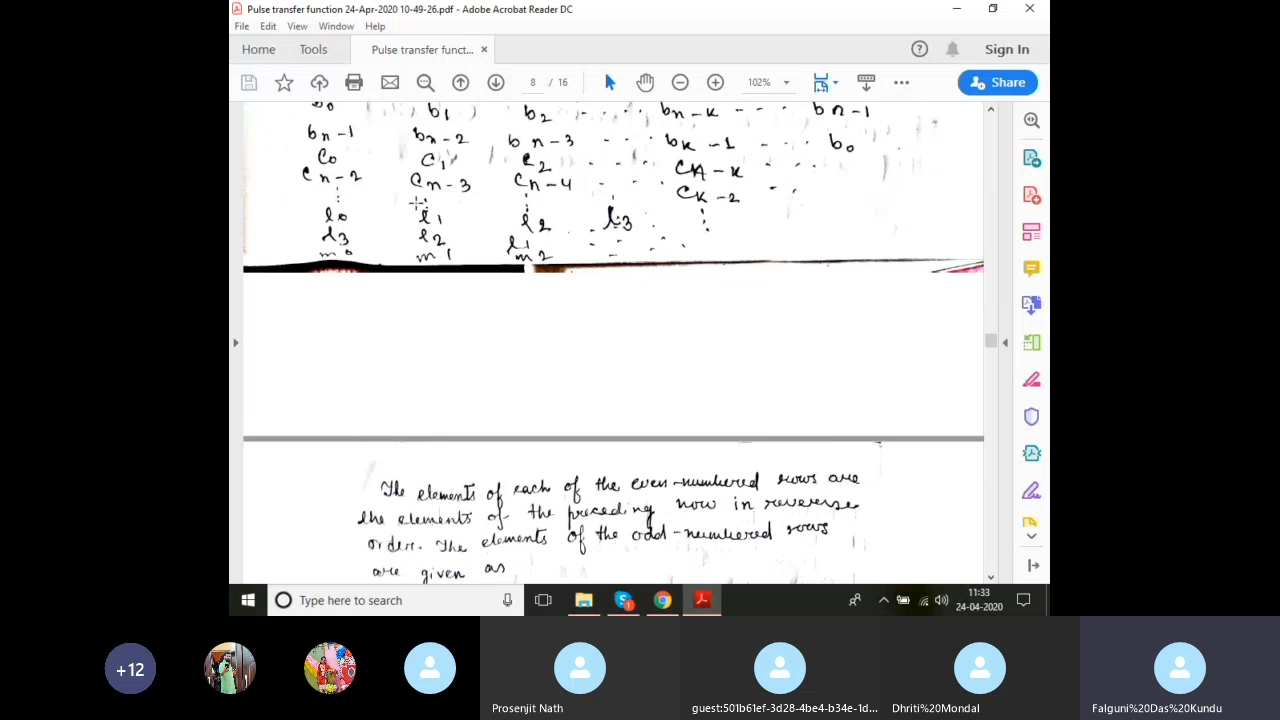 Pulse transfer function 24-Apr-2020 10-49-26.pdf - Adobe Acrobat Reader DC
File Edit View Window Help
Home Tools Pulse transfer funct... ×
Sign In
8 / 16
102%
Share
b0 b1 b2 bn-k - - - bn-1
bn-1 bn-2 bn-3 bk-1 - - - b0
C0 C1 C2 - - -
Cn-2 Cn-3 Cn-4 - - - Ck-2 - -
l0 l1 l2 l3
l3 l2 l1
m0 m1 m2
The elements of each of the even-numbered rows are
the elements of the preceding now in reverse
order. The elements of the odd-numbered rows
are given as
Type here to search
11:33
24-04-2020
+12
Prosenjit Nath
guest:501b61ef-3d28-4be4-b34e-1d...
Dhriti%20Mondal
Falguni%20Das%20Kundu